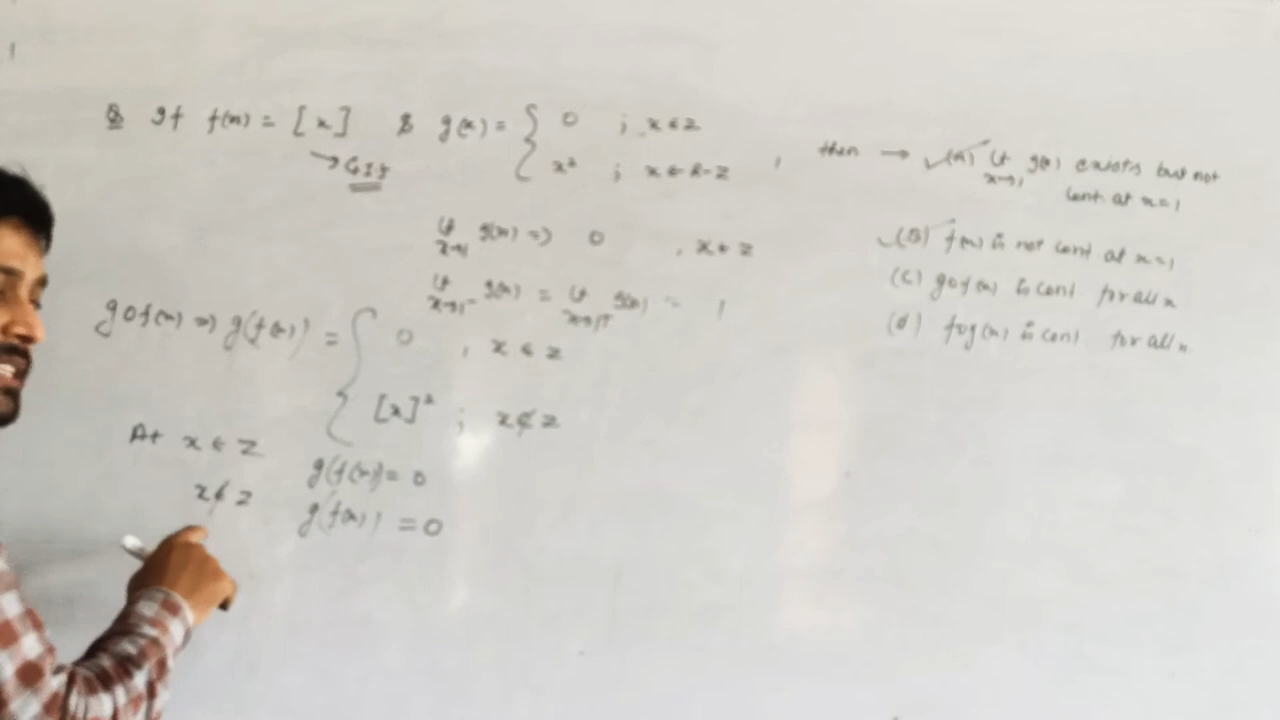 Q If f(x) = [x] & g(x) = { 0 ; x ∈ Z
x² ; x ∈ R - Z , then →
→ G.I.F
(A) Lt x→1 g(x) exists but not
cont. at x = 1
(B) f(x) is not cont. at x = 1
(C) gof(x) is cont for all x
(d) fog(x) is cont for all x.
Lt x→1 g(x) => 0 , x ∈ Z
Lt x→1⁻ g(x) = Lt x→1⁺ g(x) = 1
gof(x) => g(f(x)) = { 0 , x ∈ Z
[x]² ; x ∉ Z
At x ∈ Z g(f(x)) = 0
x ∉ Z g(f(x)) = 0